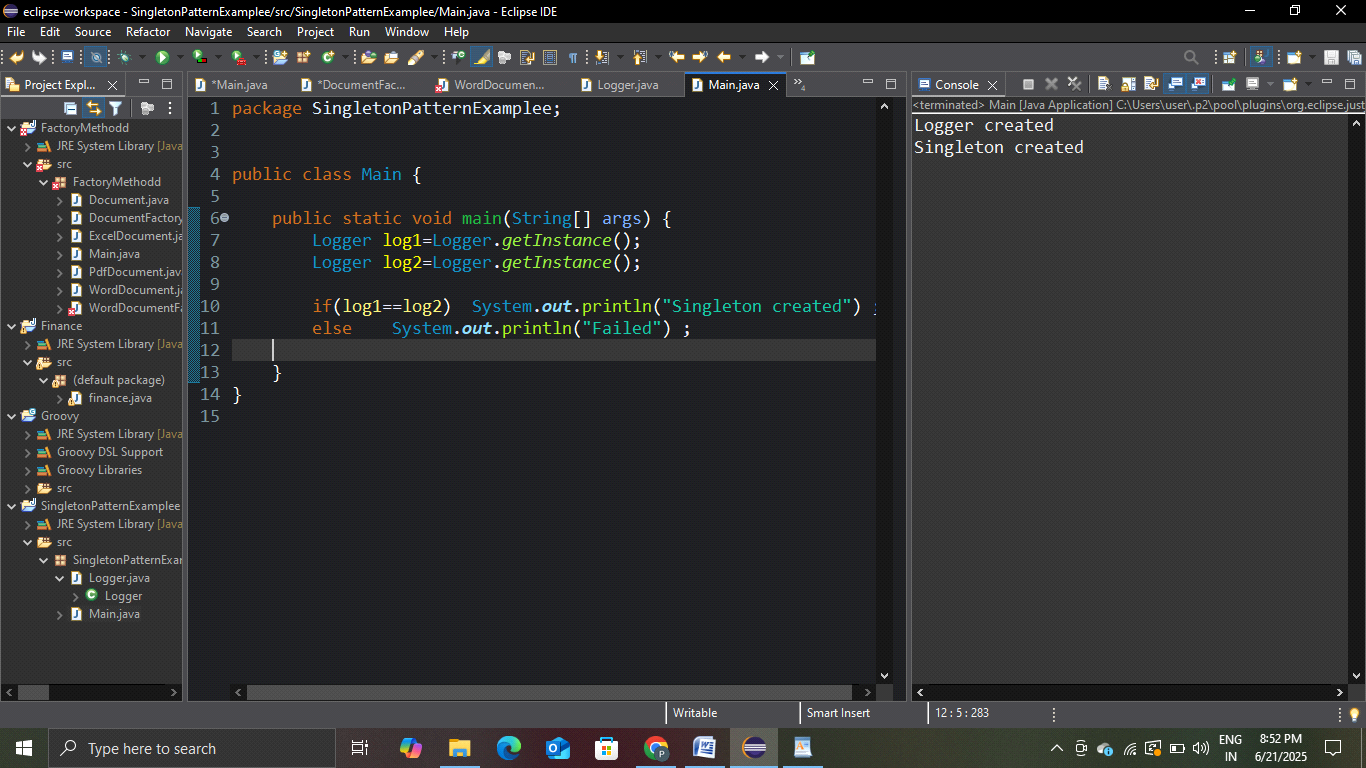 eclipse-workspace - SingletonPatternExamplee/src/SingletonPatternExamplee/Main.java - Eclipse IDE
File Edit Source Refactor Navigate Search Project Run Window Help
Project Expl...
FactoryMethodd
JRE System Library [Java
src
FactoryMethodd
Document.java
DocumentFactory
ExcelDocument.ja
Main.java
PdfDocument.java
WordDocument.ja
WordDocumentFa
Finance
JRE System Library [Java
src
(default package)
finance.java
Groovy
JRE System Library [Java
Groovy DSL Support
Groovy Libraries
src
SingletonPatternExamplee
JRE System Library [Java
src
SingletonPatternExar
Logger.java
Logger
Main.java
*Main.java *DocumentFac... WordDocumen... Logger.java Main.java »4
1 package SingletonPatternExamplee;
2
3
4 public class Main {
5
6 public static void main(String[] args) {
7 Logger log1=Logger.getInstance();
8 Logger log2=Logger.getInstance();
9
10 if(log1==log2) System.out.println("Singleton created") ;
11 else System.out.println("Failed") ;
12
13 }
14 }
15
Console
<terminated> Main [Java Application] C:\Users\user\.p2\pool\plugins\org.eclipse.just
Logger created
Singleton created
Writable Smart Insert 12 : 5 : 283
Type here to search
ENG
IN
8:52 PM
6/21/2025